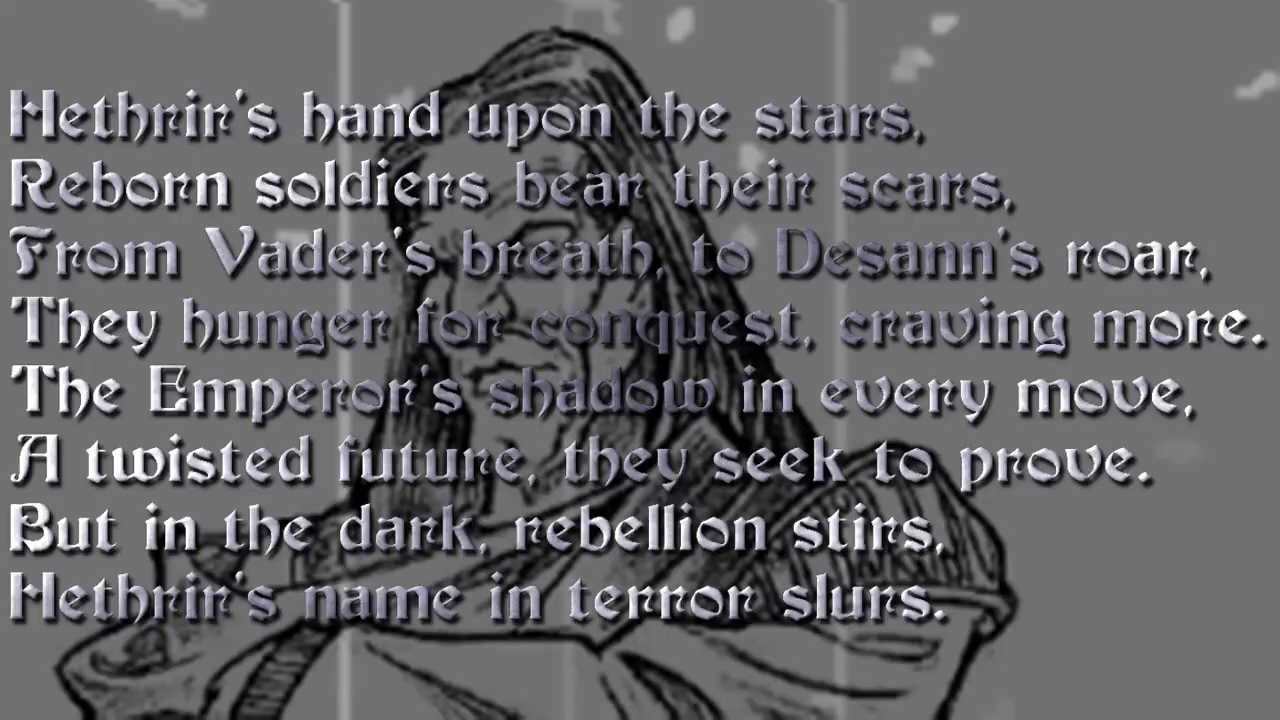 Hethrir's hand upon the stars,
Reborn soldiers bear their scars,
From Vader's breath, to Desann's roar,
They hunger for conquest, craving more.
The Emperor's shadow in every move,
A twisted future, they seek to prove.
But in the dark, rebellion stirs,
Hethrir's name in terror slurs.